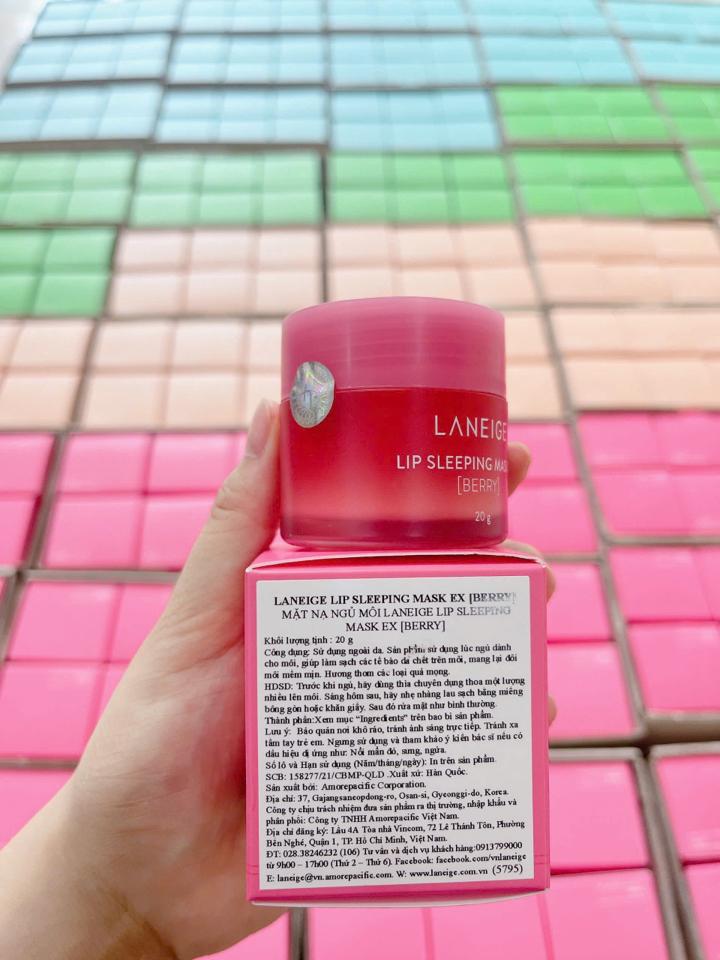 LANEIGE
LIP SLEEPING MAS
[BERRY]
20 g
LANEIGE LIP SLEEPING MASK EX [BERRY]
MẶT NẠ NGỦ MÔI LANEIGE LIP SLEEPING
MASK EX [BERRY]
Khối lượng tịnh : 20 g
Công dụng: Sử dụng ngoài da. Sản phẩm sử dụng lúc ngủ dành
cho môi, giúp làm sạch các tế bào da chết trên môi, mang lại đôi
môi mềm mịn. Hương thơm các loại quả mọng.
HDSD: Trước khi ngủ, hãy dùng thìa chuyên dụng thoa một lượng
nhiều lên môi. Sáng hôm sau, hãy nhẹ nhàng lau sạch bằng miếng
bông gòn hoặc khăn giấy. Sau đó rửa mặt như bình thường.
Thành phần:Xem mục "Ingredients" trên bao bì sản phẩm.
Lưu ý: Bảo quản nơi khô ráo, tránh ánh sáng trực tiếp. Tránh xa
tầm tay trẻ em. Ngưng sử dụng và tham khảo ý kiến bác sĩ nếu có
dấu hiệu dị ứng như: Nổi mẩn đỏ, sưng, ngứa.
Số lô và Hạn sử dụng (Năm/tháng/ngày): In trên sản phẩm.
SCB: 158277/21/CBMP-QLD .Xuất xứ: Hàn Quốc.
Sản xuất bởi: Amorepacific Corporation.
Địa chỉ: 37, Gajangsaneopdong-ro, Osan-si, Gyeonggi-do, Korea.
Công ty chịu trách nhiệm đưa sản phẩm ra thị trường, nhập khẩu và
phân phối: Công ty TNHH Amorepacific Việt Nam.
Địa chỉ đăng ký: Lầu 4A Tòa nhà Vincom, 72 Lê Thánh Tôn, Phường
Bến Nghé, Quận 1, TP. Hồ Chí Minh, Việt Nam.
ĐT: 028.38246232 (106) Tư vấn và dịch vụ khách hàng:0913799000
từ 9h00 – 17h00 (Thứ 2 – Thứ 6). Facebook: facebook.com/vnlaneige
E: laneige@vn.amorepacific.com. W: www.laneige.com.vn (5795)